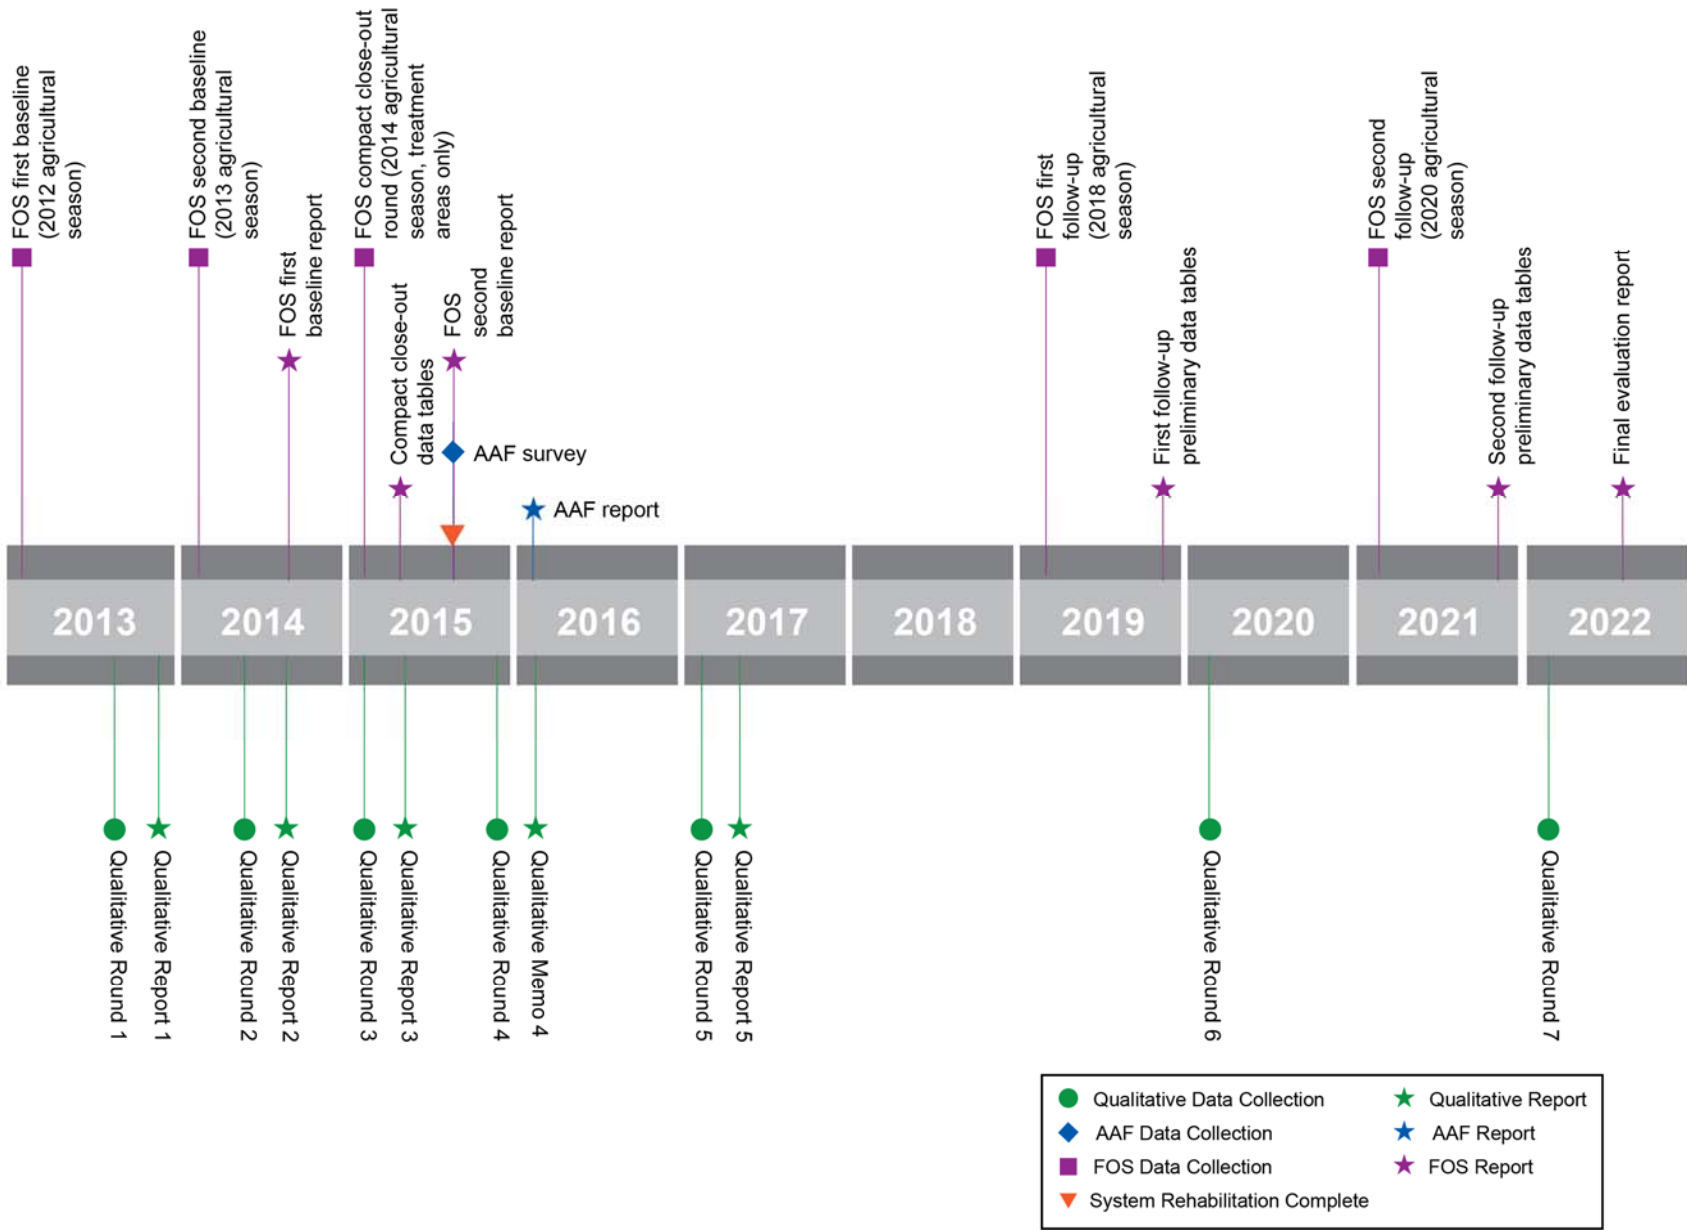 FOS first baseline
(2012 agricultural
season)
FOS second baseline
(2013 agricultural
season)
FOS first
baseline report
FOS compact close-out
round (2014 agricultural
season, treatment
areas only)
Compact close-out
data tables
FOS
second
baseline report
AAF survey
AAF report
FOS first
follow-up
(2018 agricultural
season)
First follow-up
preliminary data tables
FOS second
follow-up
(2020 agricultural
season)
Second follow-up
preliminary data tables
Final evaluation report
2013
2014
2015
2016
2017
2018
2019
2020
2021
2022
Qualitative Round 1
Qualitative Report 1
Qualitative Round 2
Qualitative Report 2
Qualitative Round 3
Qualitative Report 3
Qualitative Round 4
Qualitative Memo 4
Qualitative Round 5
Qualitative Report 5
Qualitative Round 6
Qualitative Round 7
Qualitative Data Collection
Qualitative Report
AAF Data Collection
AAF Report
FOS Data Collection
FOS Report
System Rehabilitation Complete